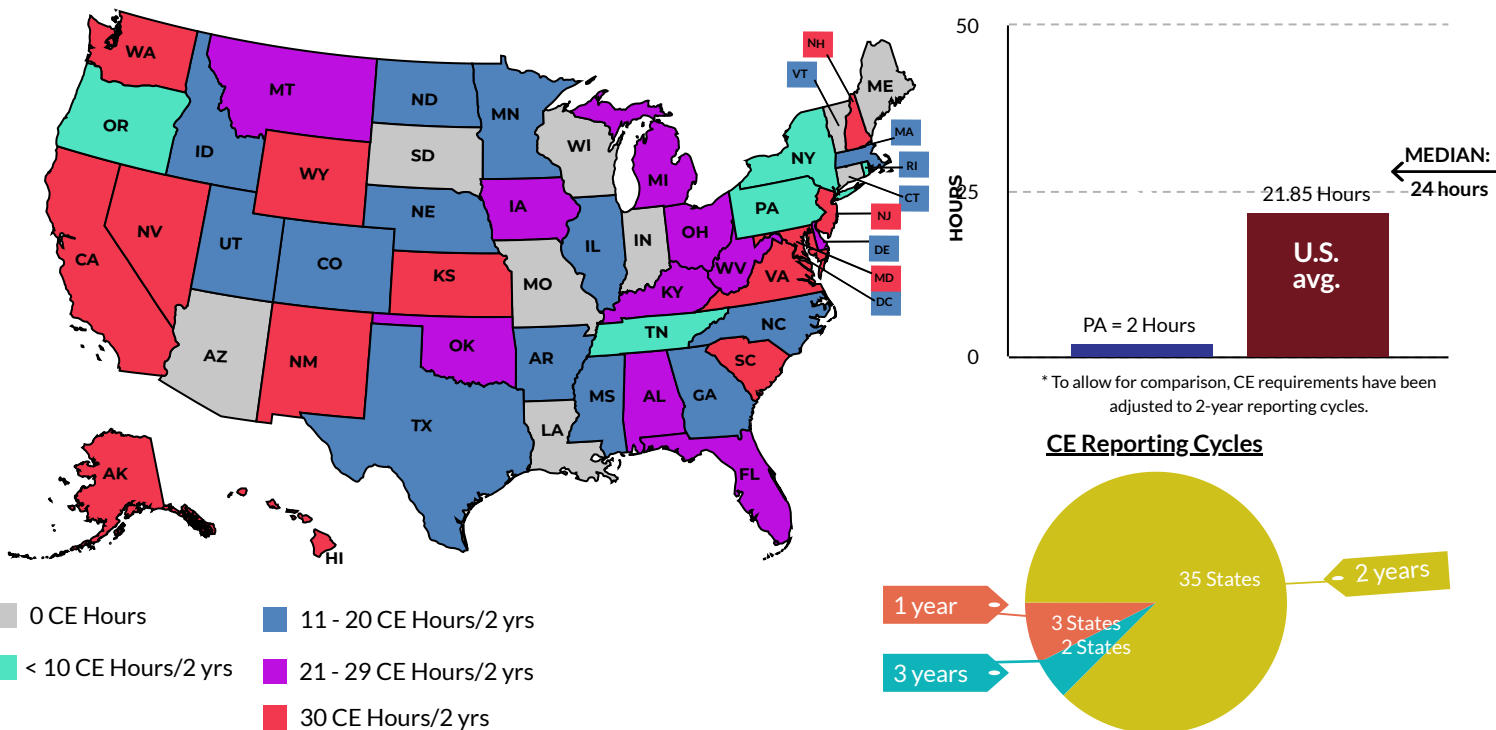 WA
MT
ND
MN
OR
ID
SD
WI
WY
MI
NY
ME
NH
VT
MA
RI
CT
NJ
DE
MD
DC
NV
UT
NE
IA
IL
IN
OH
PA
CA
CO
KS
MO
KY
WV
VA
AZ
NM
OK
AR
TN
NC
SC
TX
LA
MS
AL
GA
FL
AK
HI
0 CE Hours
< 10 CE Hours/2 yrs
11 - 20 CE Hours/2 yrs
21 - 29 CE Hours/2 yrs
30 CE Hours/2 yrs
50
25
0
HOURS
MEDIAN:
24 hours
21.85 Hours
U.S.
avg.
PA = 2 Hours
* To allow for comparison, CE requirements have been
adjusted to 2-year reporting cycles.
CE Reporting Cycles
35 States
2 years
1 year
3 States
2 States
3 years